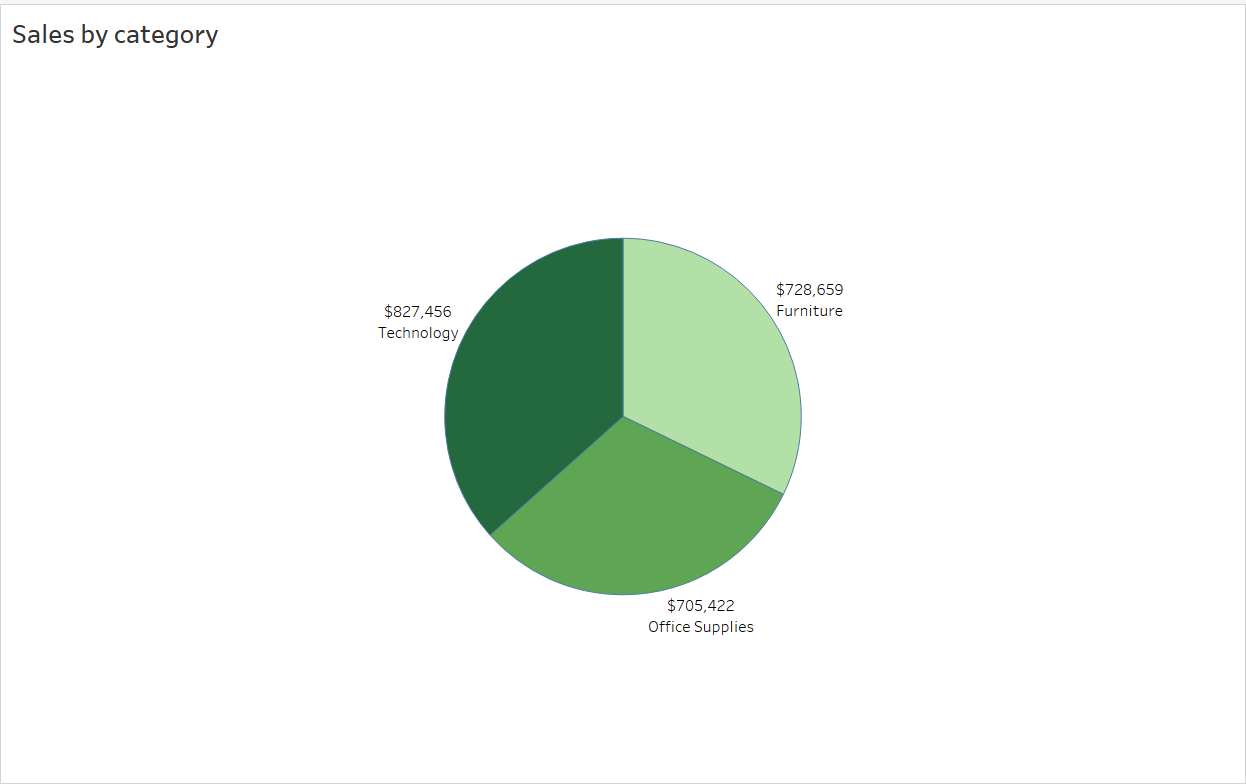 Sales by category
$728,659
Furniture
$827,456
Technology
$705,422
Office Supplies